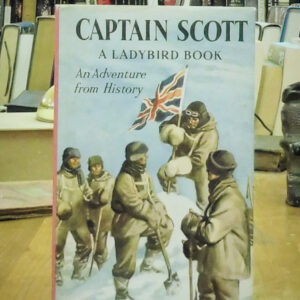 CAPTAIN SCOTT
A LADYBIRD BOOK
An Adventure
from History